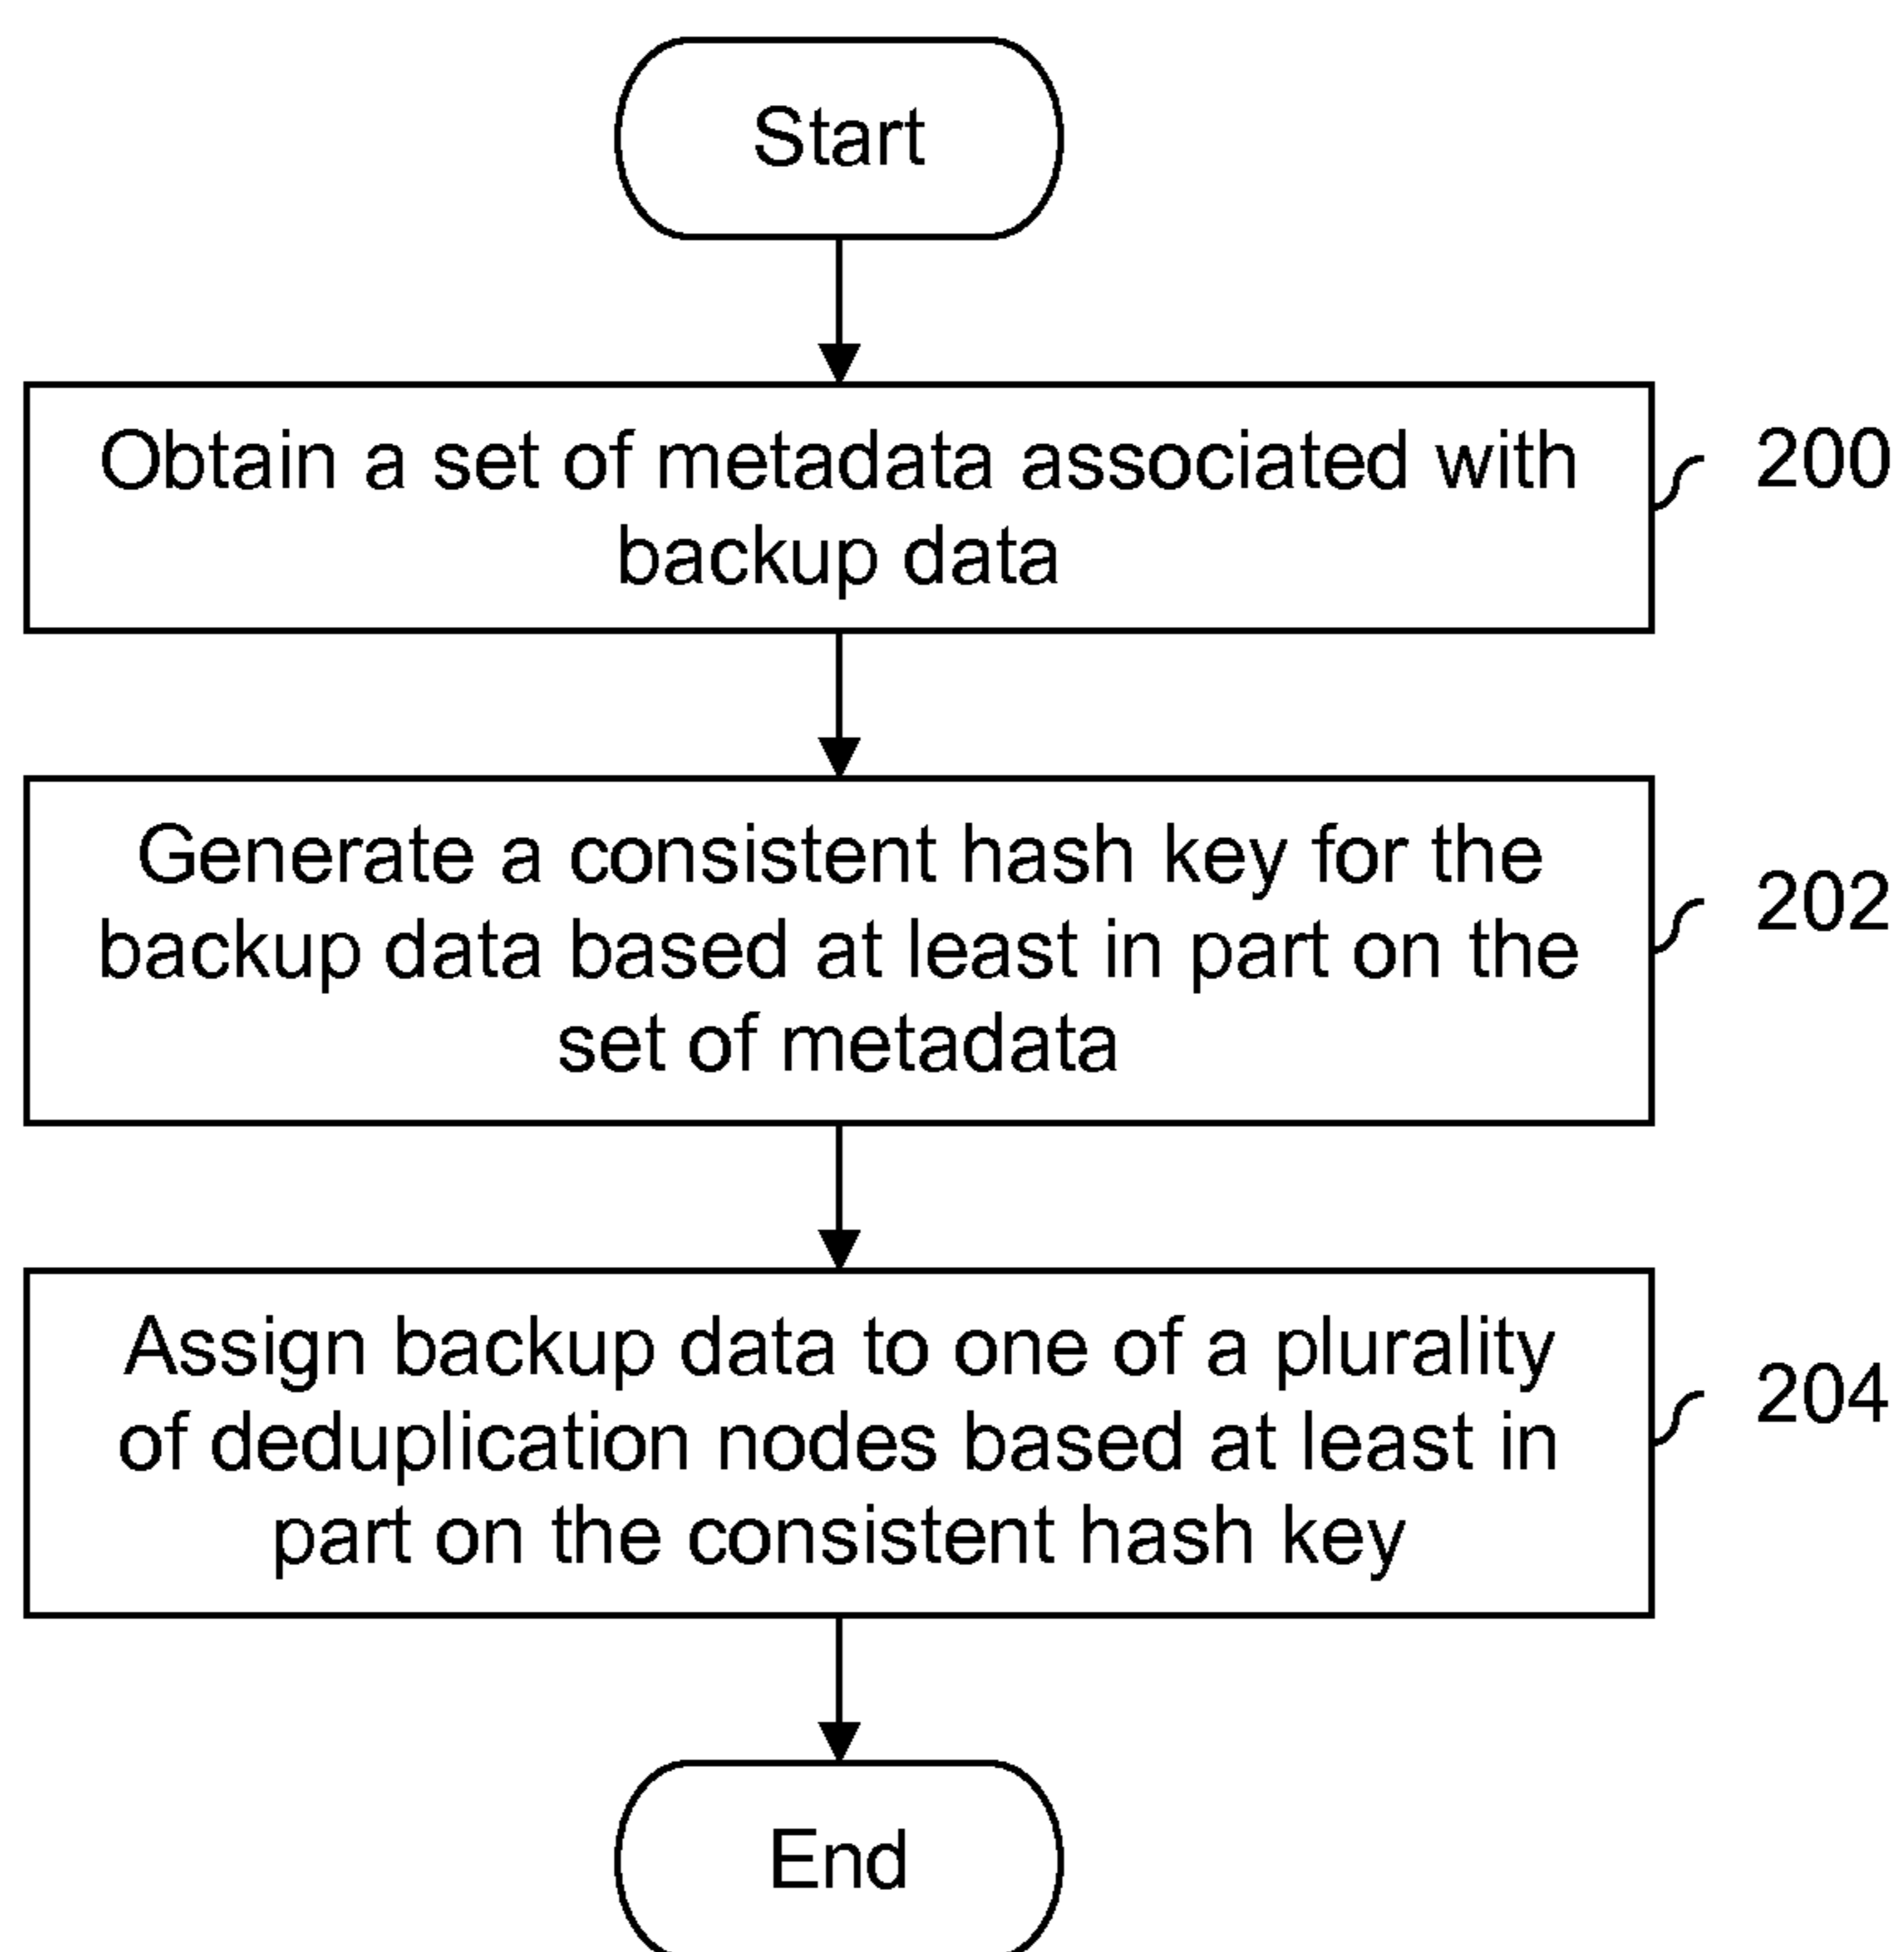 Start
Obtain a set of metadata associated with
backup data
200
Generate a consistent hash key for the
backup data based at least in part on the
set of metadata
202
Assign backup data to one of a plurality
of deduplication nodes based at least in
part on the consistent hash key
204
End